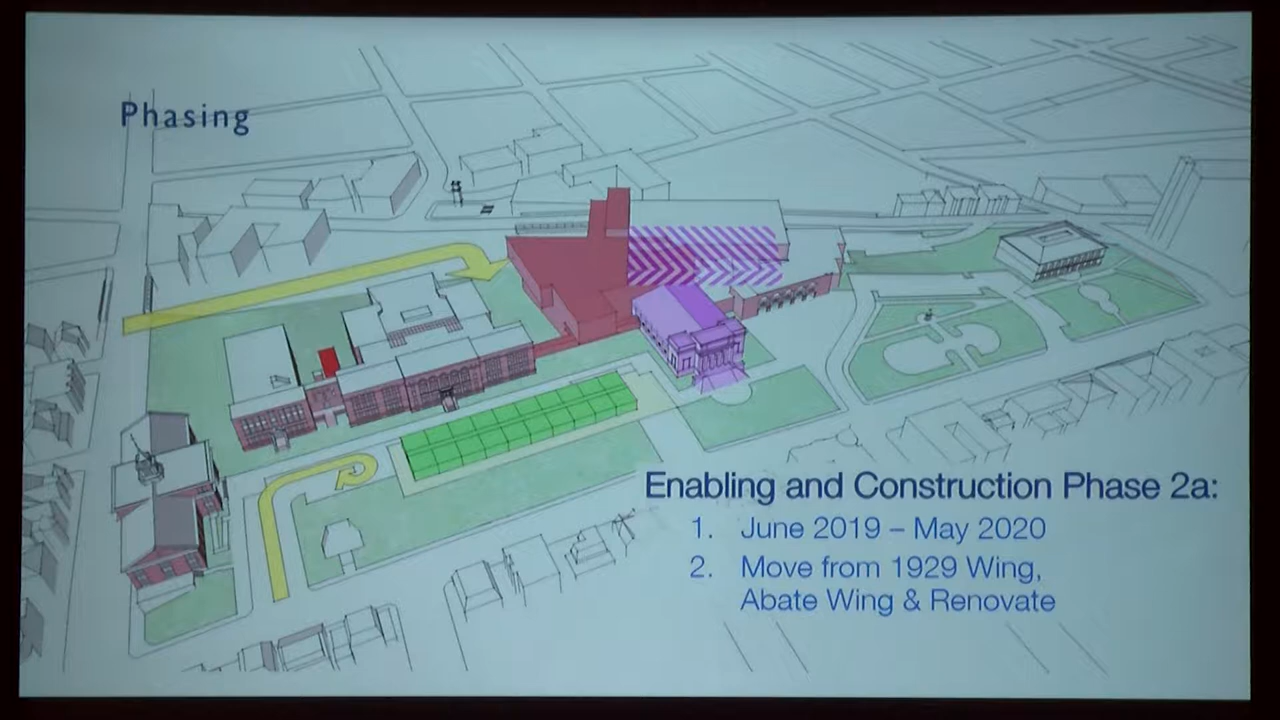 Phasing
Enabling and Construction Phase 2a:
1. June 2019 – May 2020
2. Move from 1929 Wing,
Abate Wing & Renovate